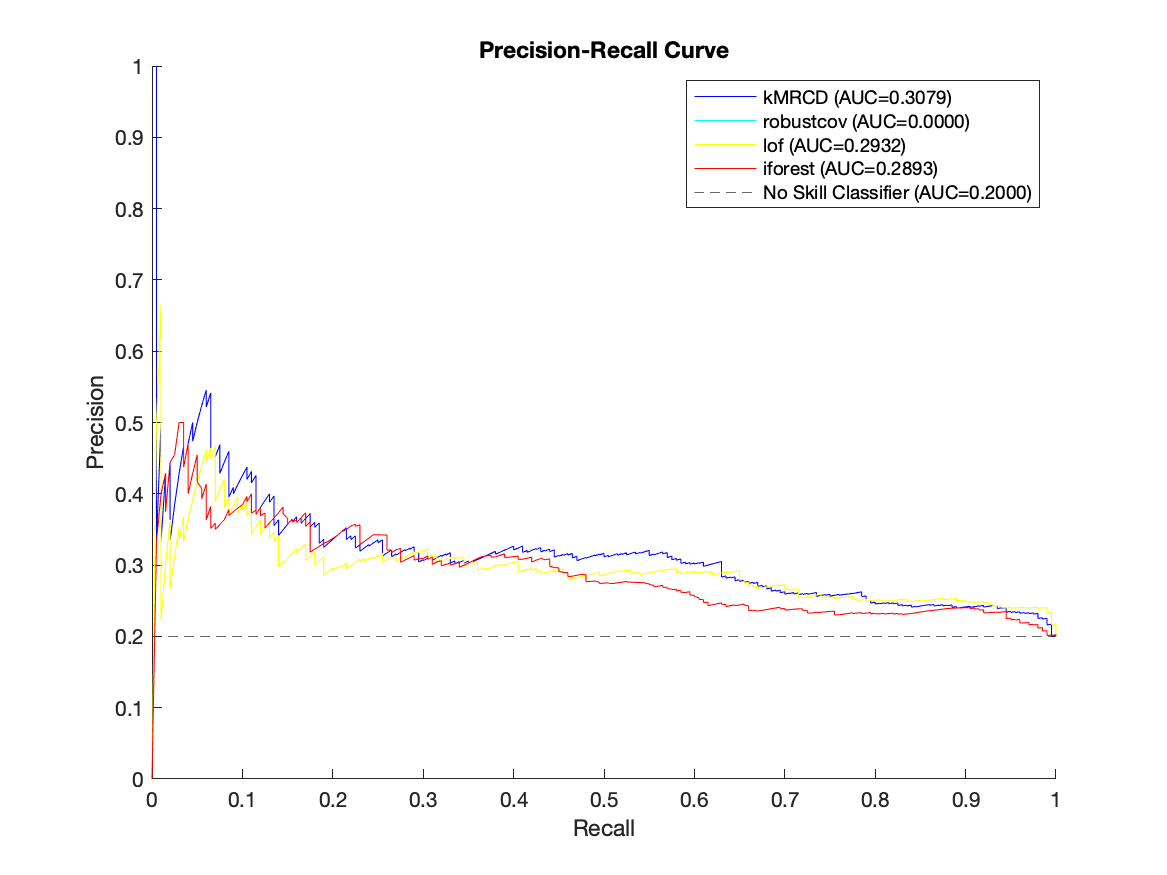 Precision-Recall Curve
1
0.9
0.8
0.7
0.6
0.5
0.4
0.3
0.2
0.1
0
Precision
kMRCD (AUC=0.3079)
robustcov (AUC=0.0000)
lof (AUC=0.2932)
iforest (AUC=0.2893)
No Skill Classifier (AUC=0.2000)
0 0.1 0.2 0.3 0.4 0.5 0.6 0.7 0.8 0.9 1
Recall